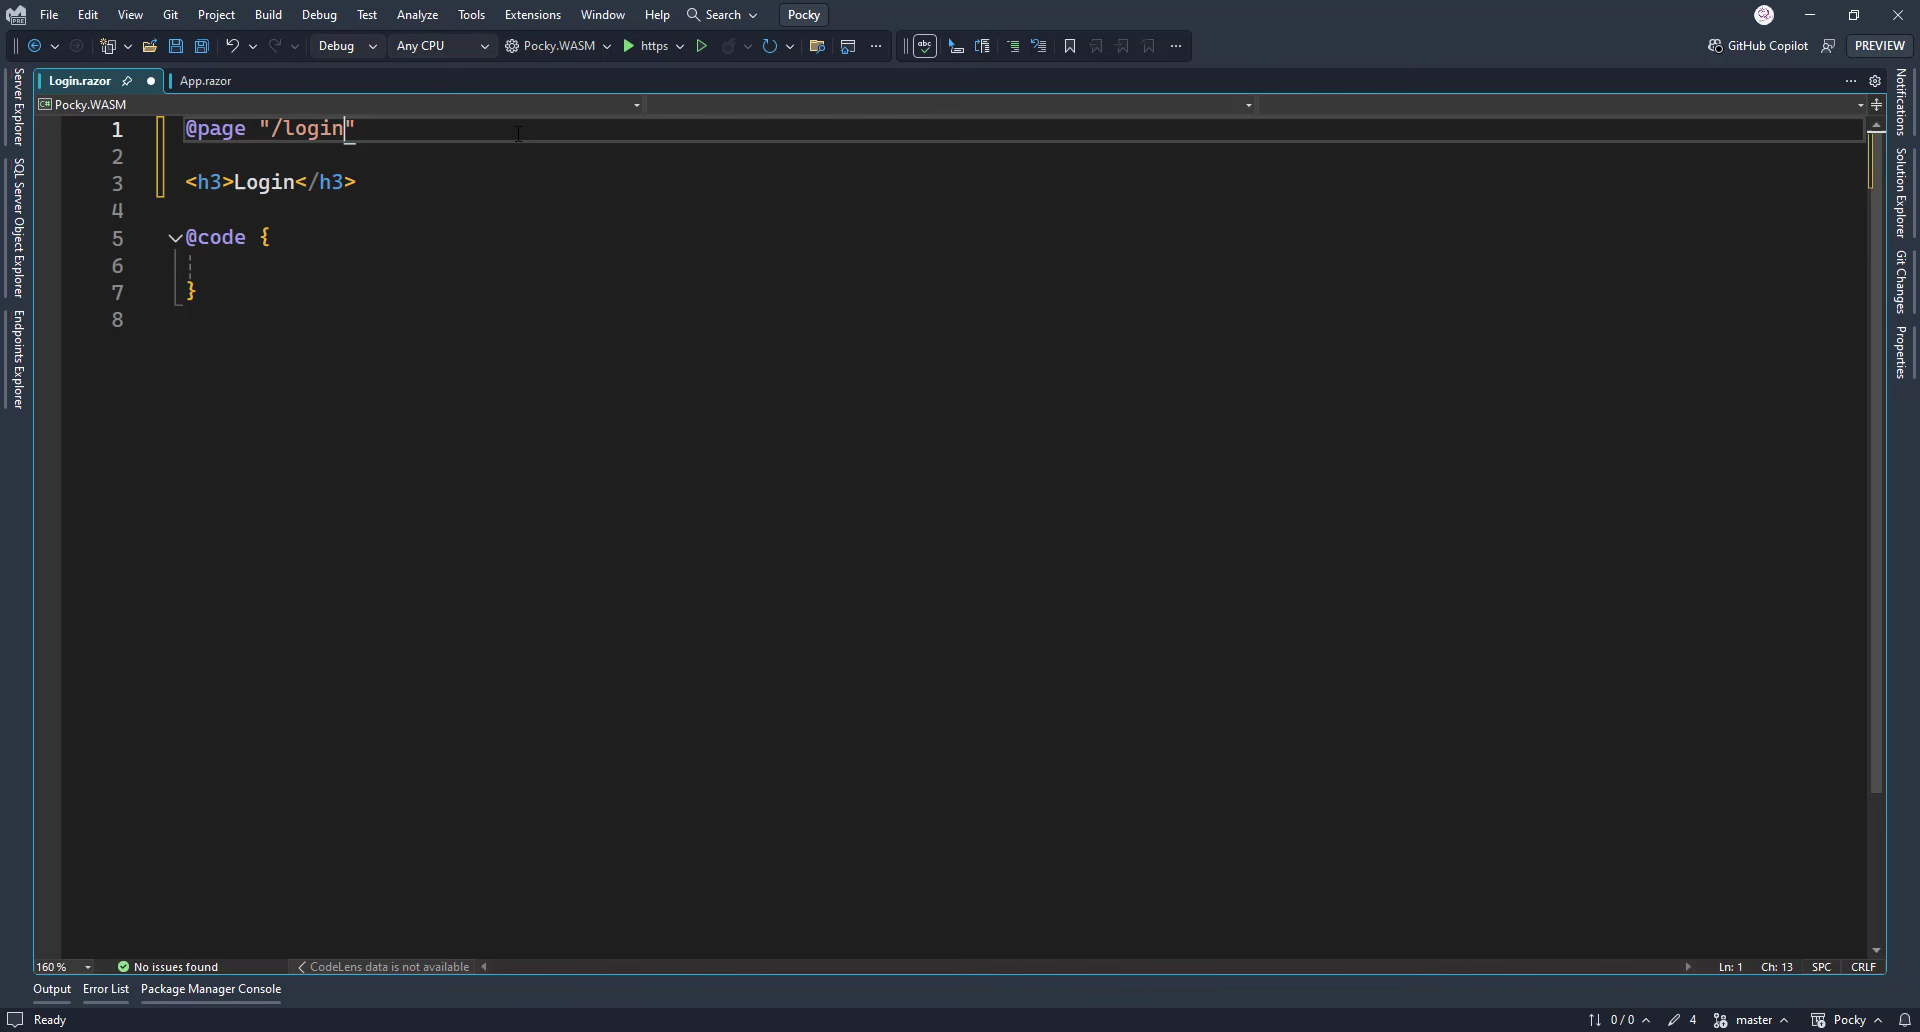 File Edit View Git Project Build Debug Test Analyze Tools Extensions Window Help Search Pocky
Debug Any CPU Pocky.WASM https abc GitHub Copilot PREVIEW
Login.razor App.razor
Pocky.WASM
1 @page "/login"
2
3 <h3>Login</h3>
4
5 @code {
6
7 }
8
Server Explorer
SQL Server Object Explorer
Endpoints Explorer
Notifications
Solution Explorer
Git Changes
Properties
160 % No issues found CodeLens data is not available Ln: 1 Ch: 13 SPC CRLF
Output Error List Package Manager Console
Ready 0 / 0 4 master Pocky